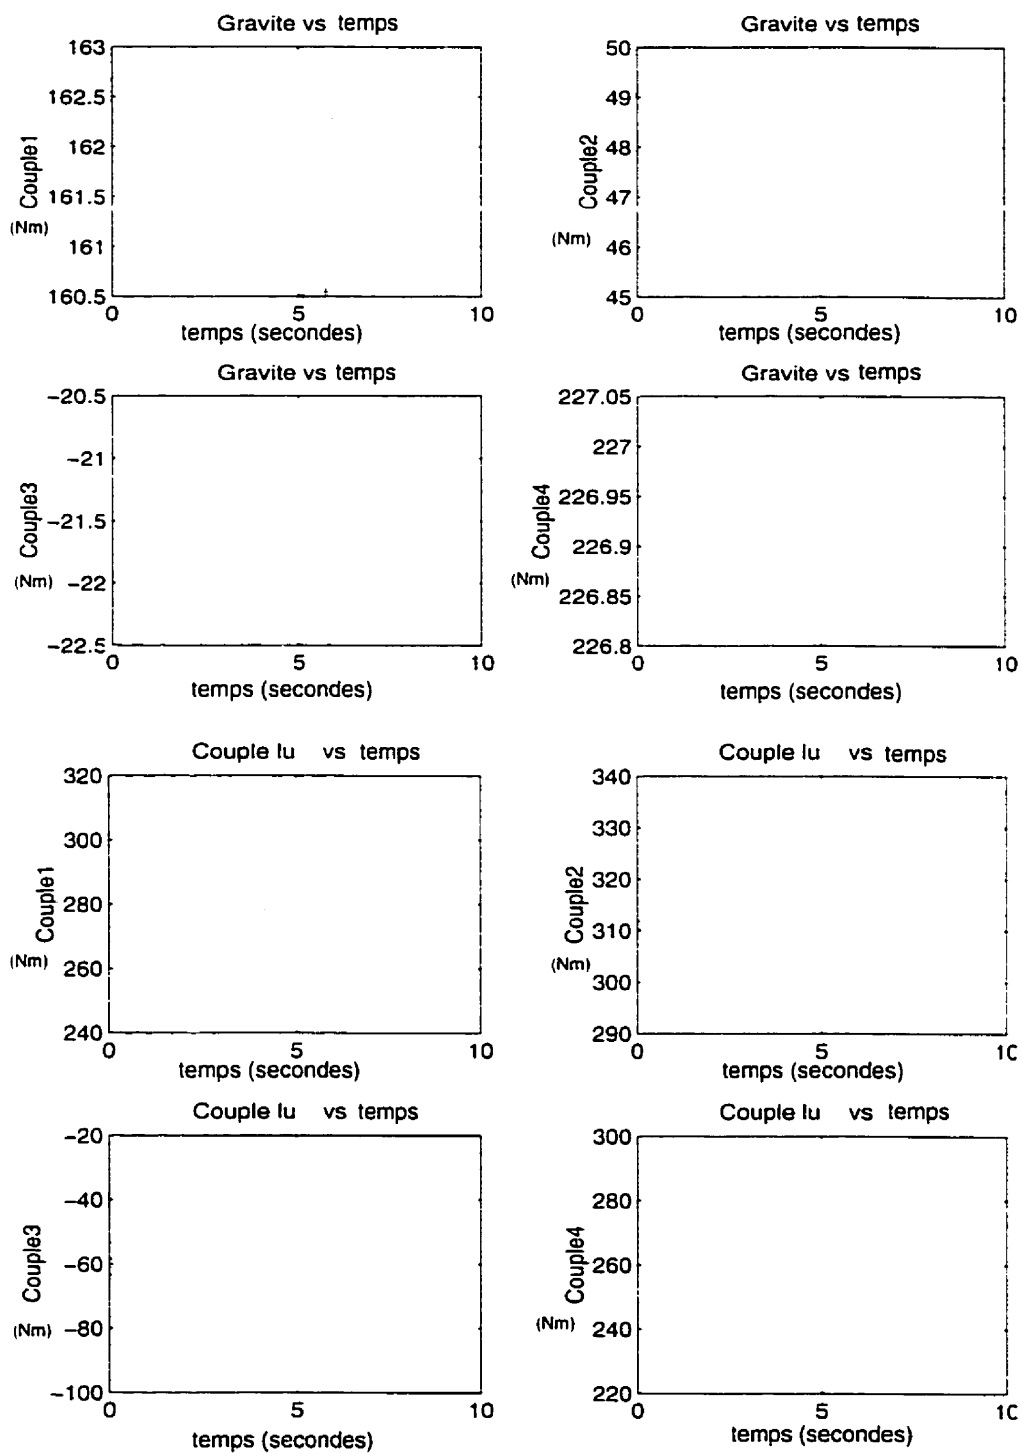 Gravite vs temps
163
162.5
162
161.5
161
160.5
Couple1
(Nm)
0 5 10
temps (secondes)
Gravite vs temps
50
49
48
47
46
45
Couple2
(Nm)
0 5 10
temps (secondes)
Gravite vs temps
-20.5
-21
-21.5
-22
-22.5
Couple3
(Nm)
0 5 10
temps (secondes)
Gravite vs temps
227.05
227
226.95
226.9
226.85
226.8
Couple4
(Nm)
0 5 10
temps (secondes)
Couple lu vs temps
320
300
280
260
240
Couple1
(Nm)
0 5 10
temps (secondes)
Couple lu vs temps
340
330
320
310
300
290
Couple2
(Nm)
0 5 10
temps (secondes)
Couple lu vs temps
-20
-40
-60
-80
-100
Couple3
(Nm)
0 5 10
temps (secondes)
Couple lu vs temps
300
280
260
240
220
Couple4
(Nm)
0 5 10
temps (secondes)